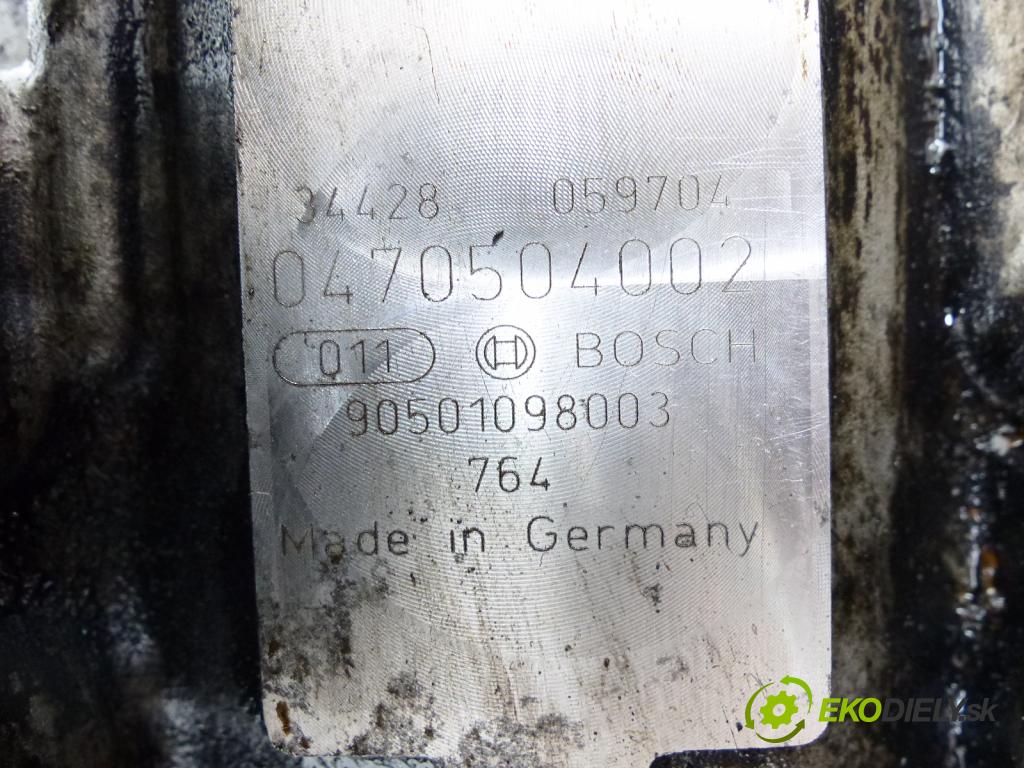 34428 059704
0470504002
011 BOSCH
90501098003
764
Made in Germany
EKODIELY.sk